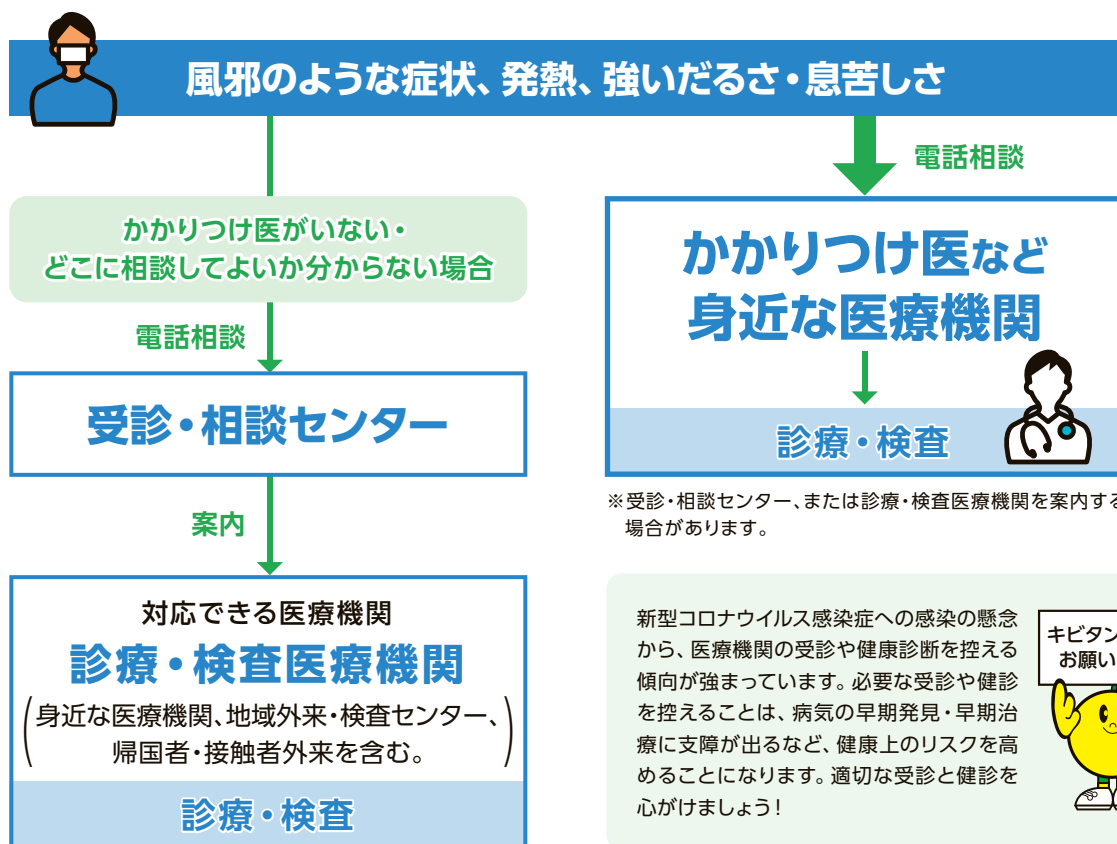 風邪のような症状、発熱、強いだるさ・息苦しさ
かかりつけ医がいない・
どこに相談してよいか分からない場合
電話相談
受診・相談センター
案内
対応できる医療機関
診療・検査医療機関
(身近な医療機関、地域外来・検査センター、
帰国者・接触者外来を含む。)
診療・検査
電話相談
かかりつけ医など
身近な医療機関
診療・検査
※受診・相談センター、または診療・検査医療機関を案内する
場合があります。
新型コロナウイルス感染症への感染の懸念
から、医療機関の受診や健康診断を控える
傾向が強まっています。必要な受診や健診
を控えることは、病気の早期発見・早期治
療に支障が出るなど、健康上のリスクを高
めることになります。適切な受診と健診を
心がけましょう!
キビタン
お願い